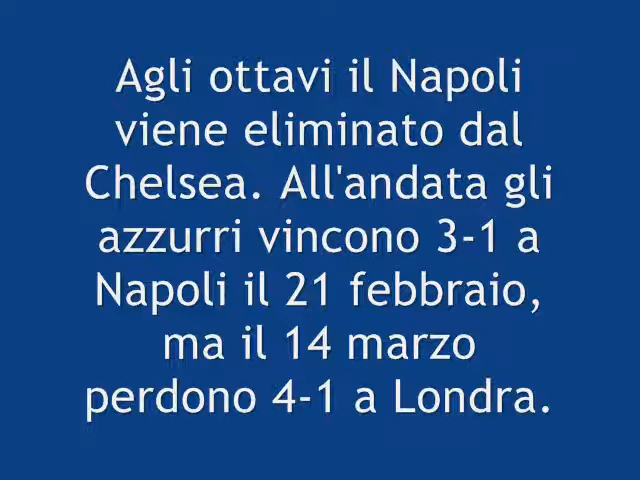 Agli ottavi il Napoli
viene eliminato dal
Chelsea. All'andata gli
azzurri vincono 3-1 a
Napoli il 21 febbraio,
ma il 14 marzo
perdono 4-1 a Londra.